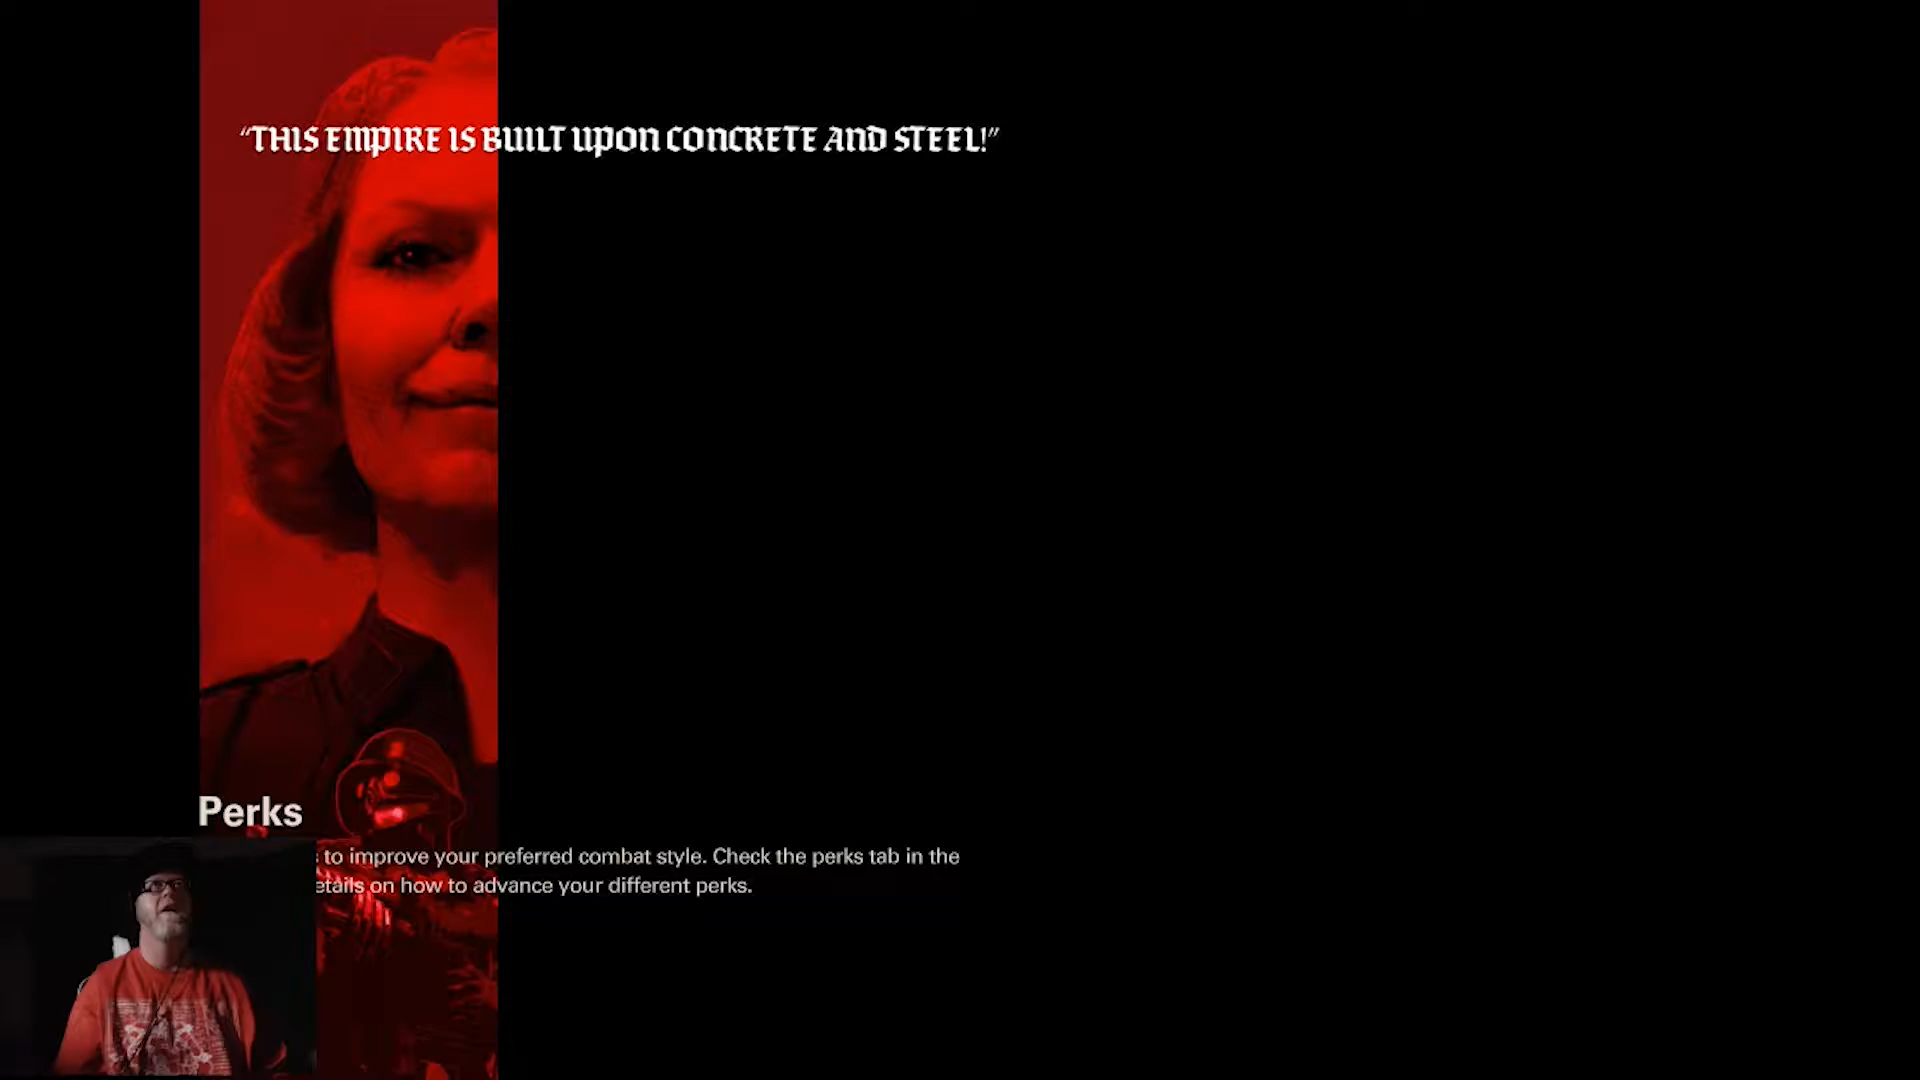 “THIS EMPIRE IS BUILT UPON CONCRETE AND STEEL!”
Perks
to improve your preferred combat style. Check the perks tab in the
etails on how to advance your different perks.